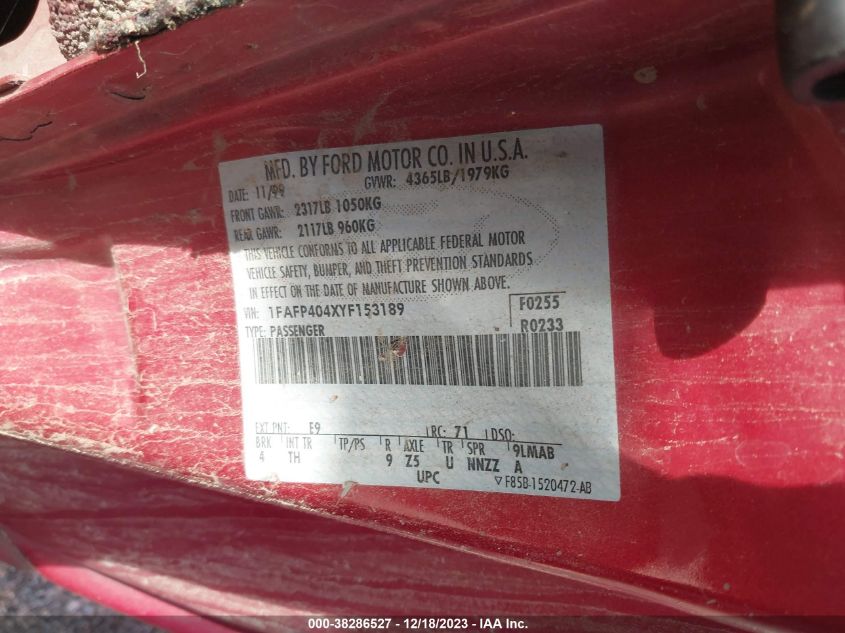 MFD. BY FORD MOTOR CO. IN U.S.A.
DATE: 11/99 GVWR: 4365LB/1979KG
FRONT GAWR: 2317LB 1050KG
REAR GAWR: 2117LB 960KG
THIS VEHICLE CONFORMS TO ALL APPLICABLE FEDERAL MOTOR
VEHICLE SAFETY, BUMPER, AND THEFT PREVENTION STANDARDS
IN EFFECT ON THE DATE OF MANUFACTURE SHOWN ABOVE.
VIN: 1FAFP404XYF153189 F0255
TYPE: PASSENGER R0233
EXT PNT: E9 RC: 71 DSO:
BRK INT TR TP/PS R AXLE TR SPR 9LMAB
4 TH 9 Z5 U NNZZ A
UPC ▽F85B-1520472-AB
000-38286527 - 12/18/2023 - IAA Inc.